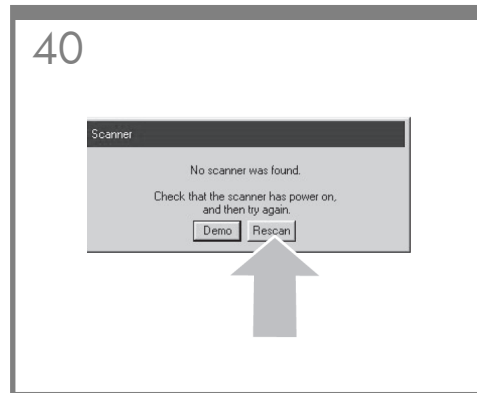 40
Scanner
No scanner was found.
Check that the scanner has power on,
and then try again.
Demo Rescan